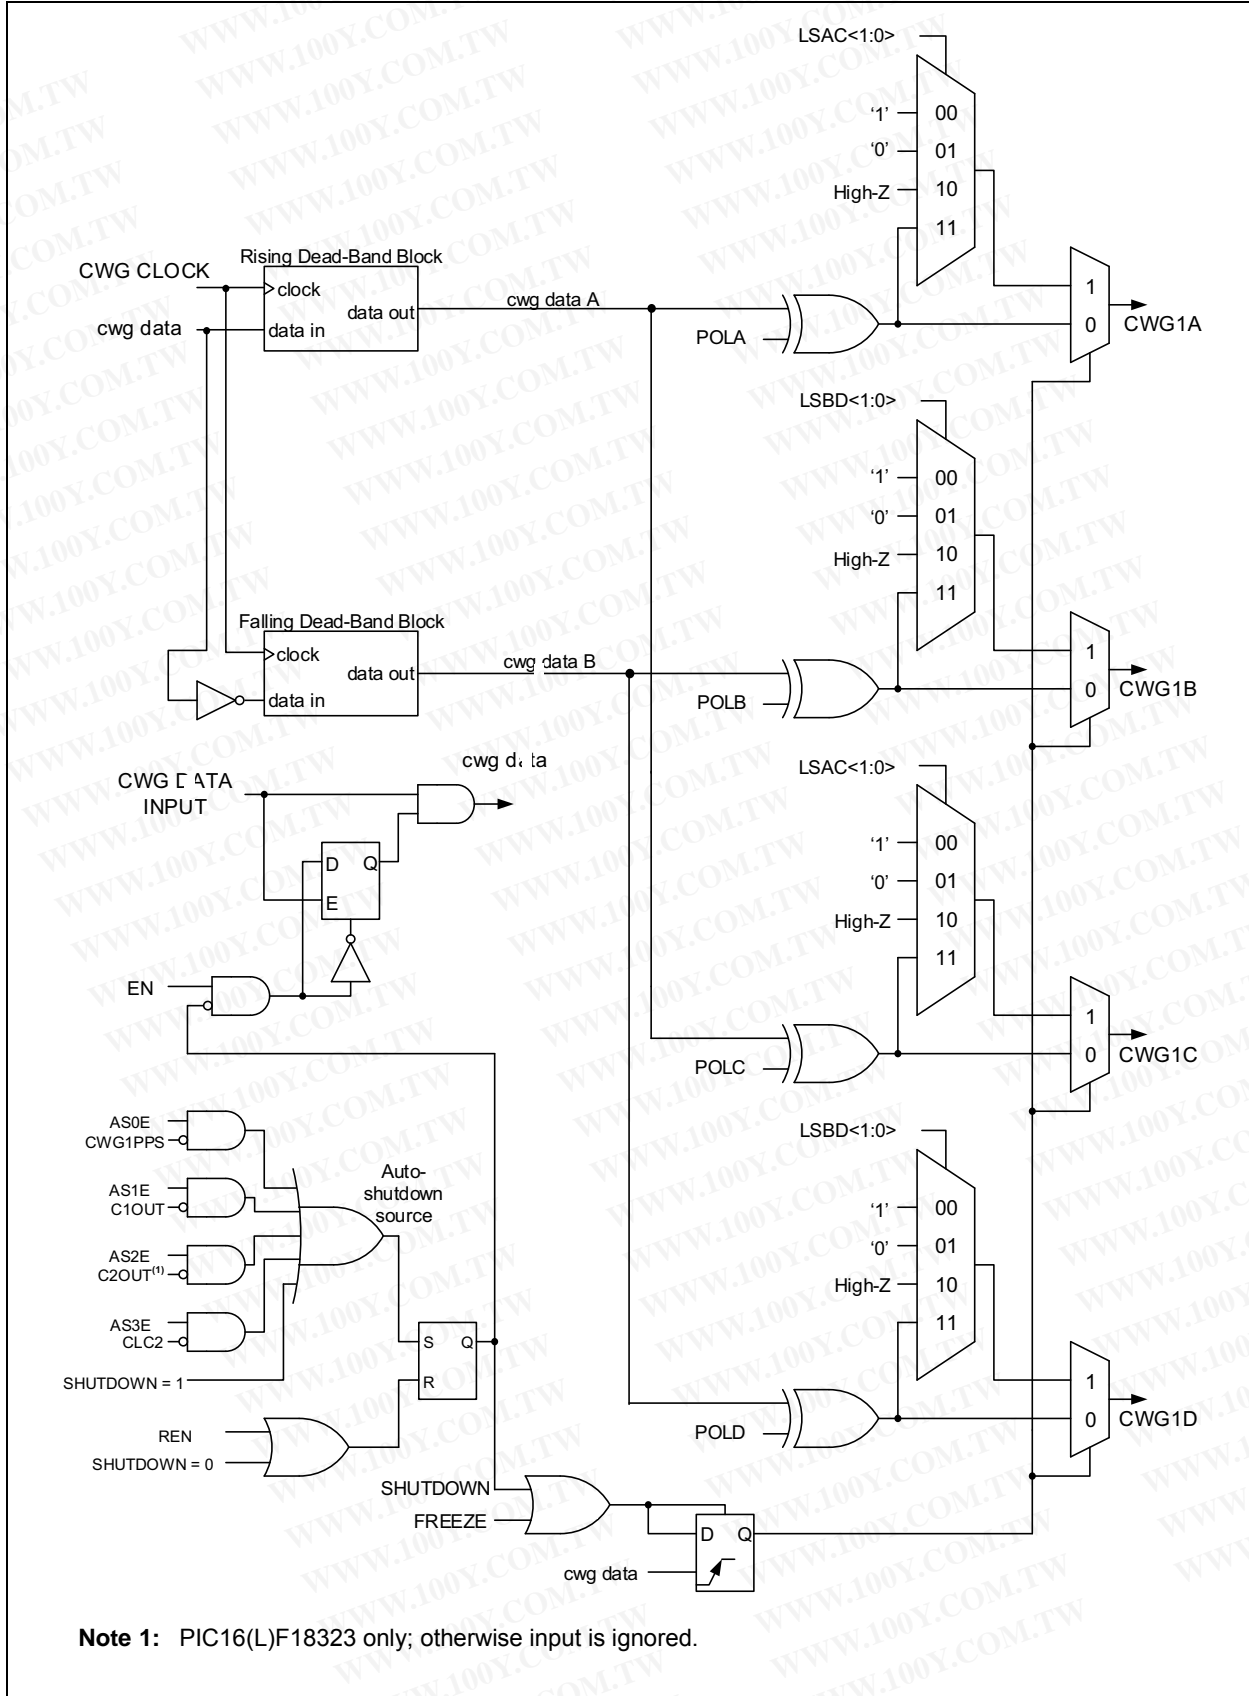 LSAC<1:0>
'1'
00
'0'
01
High-Z
10
11
Rising Dead-Band Block
CWG CLOCK
clock
data out
cwg data
data in
cwg data A
POLA
1
0
CWG1A
LSBD<1:0>
'1'
00
'0'
01
High-Z
10
11
Falling Dead-Band Block
clock
data out
data in
cwg data B
POLB
1
0
CWG1B
CWG DATA
INPUT
cwg data
D Q
E
EN
LSAC<1:0>
'1'
00
'0'
01
High-Z
10
11
POLC
1
0
CWG1C
AS0E
CWG1PPS
AS1E
C1OUT
AS2E
C2OUT(1)
AS3E
CLC2
SHUTDOWN = 1
Auto-
shutdown
source
S Q
R
REN
SHUTDOWN = 0
LSBD<1:0>
'1'
00
'0'
01
High-Z
10
11
POLD
1
0
CWG1D
SHUTDOWN
FREEZE
D Q
cwg data
Note 1: PIC16(L)F18323 only; otherwise input is ignored.
WWW.100Y.COM.TW